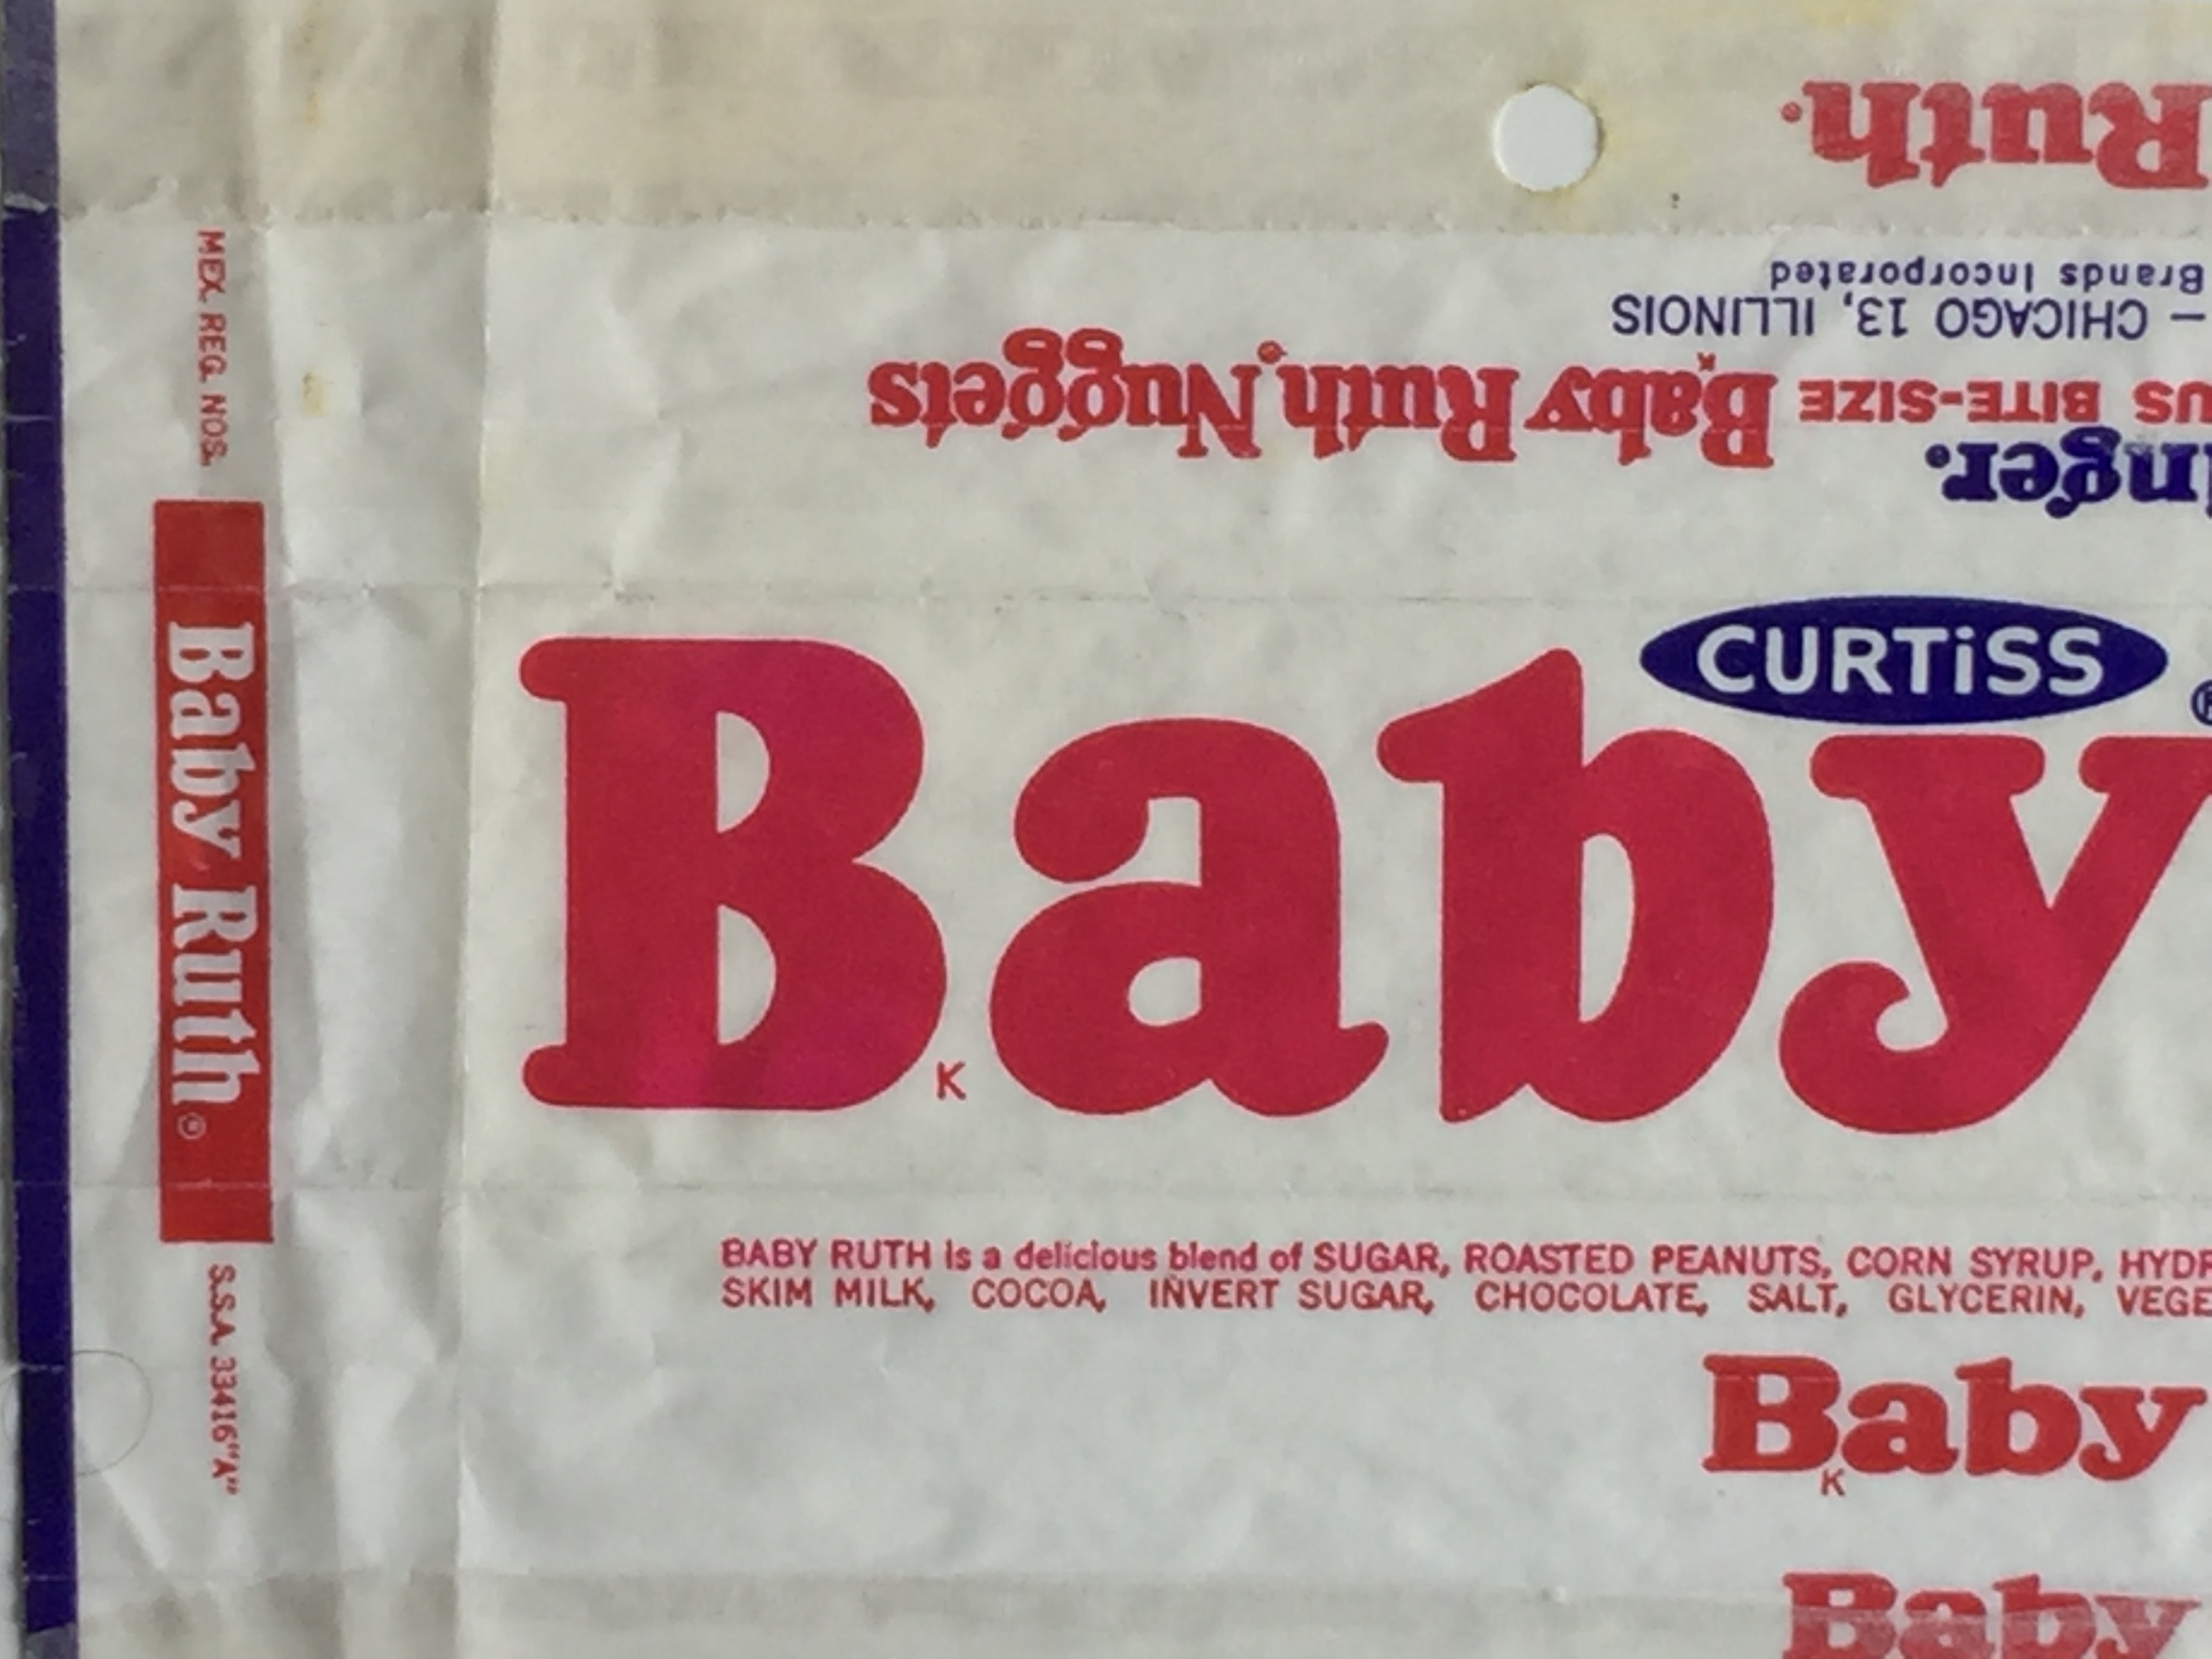 Ruth.
Brands Incorporated
– CHICAGO 13, ILLINOIS
BITE-SIZE Baby Ruth Nuggets
K
MEX. REG. NOS.
Baby Ruth®
S.S.A. 33416"A"
CURTiSS
®
Baby
K
BABY RUTH is a delicious blend of SUGAR, ROASTED PEANUTS, CORN SYRUP, HYDR
SKIM MILK, COCOA, INVERT SUGAR, CHOCOLATE, SALT, GLYCERIN, VEGE
Baby
K
Baby